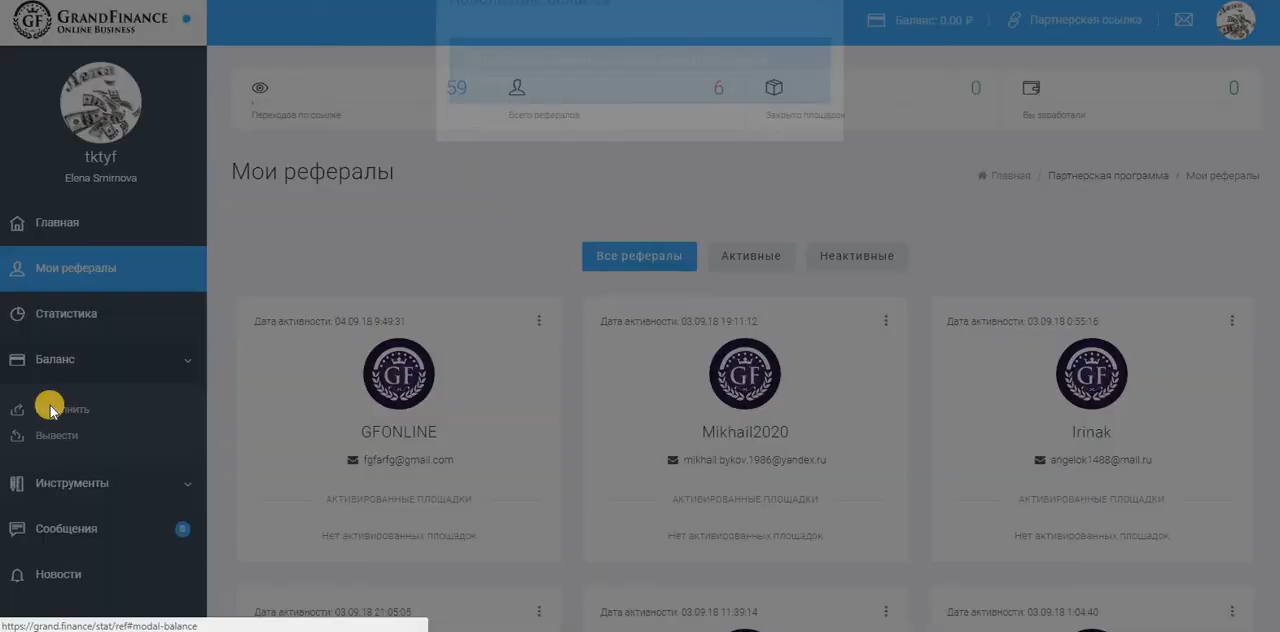 GRANDFINANCE
ONLINE BUSINESS
Баланс: 0.00 ₽
Партнерская ссылка
tktyf
Elena Smirnova
Главная
Мои рефералы
Статистика
Баланс
Вывести
Инструменты
Сообщения
Новости
59
Переходов по ссылке
6
Всего рефералов
0
Закрыто площадок
0
Вы заработали
Мои рефералы
Главная / Партнерская программа / Мои рефералы
Все рефералы
Активные
Неактивные
Дата активности: 04.09.18 9:49:31
GF
GFONLINE
fgfarfg@gmail.com
АКТИВИРОВАННЫЕ ПЛОЩАДКИ
Нет активированных площадок
Дата активности: 03.09.18 19:11:12
GF
Mikhail2020
mikhail.bykov.1986@yandex.ru
АКТИВИРОВАННЫЕ ПЛОЩАДКИ
Нет активированных площадок
Дата активности: 03.09.18 0:55:16
GF
Irinak
angelok1488@mail.ru
АКТИВИРОВАННЫЕ ПЛОЩАДКИ
Нет активированных площадок
Дата активности: 03.09.18 21:05:05
Дата активности: 03.09.18 11:39:14
Дата активности: 03.09.18 1:04:40
https://grand.finance/stat/ref#modal-balance